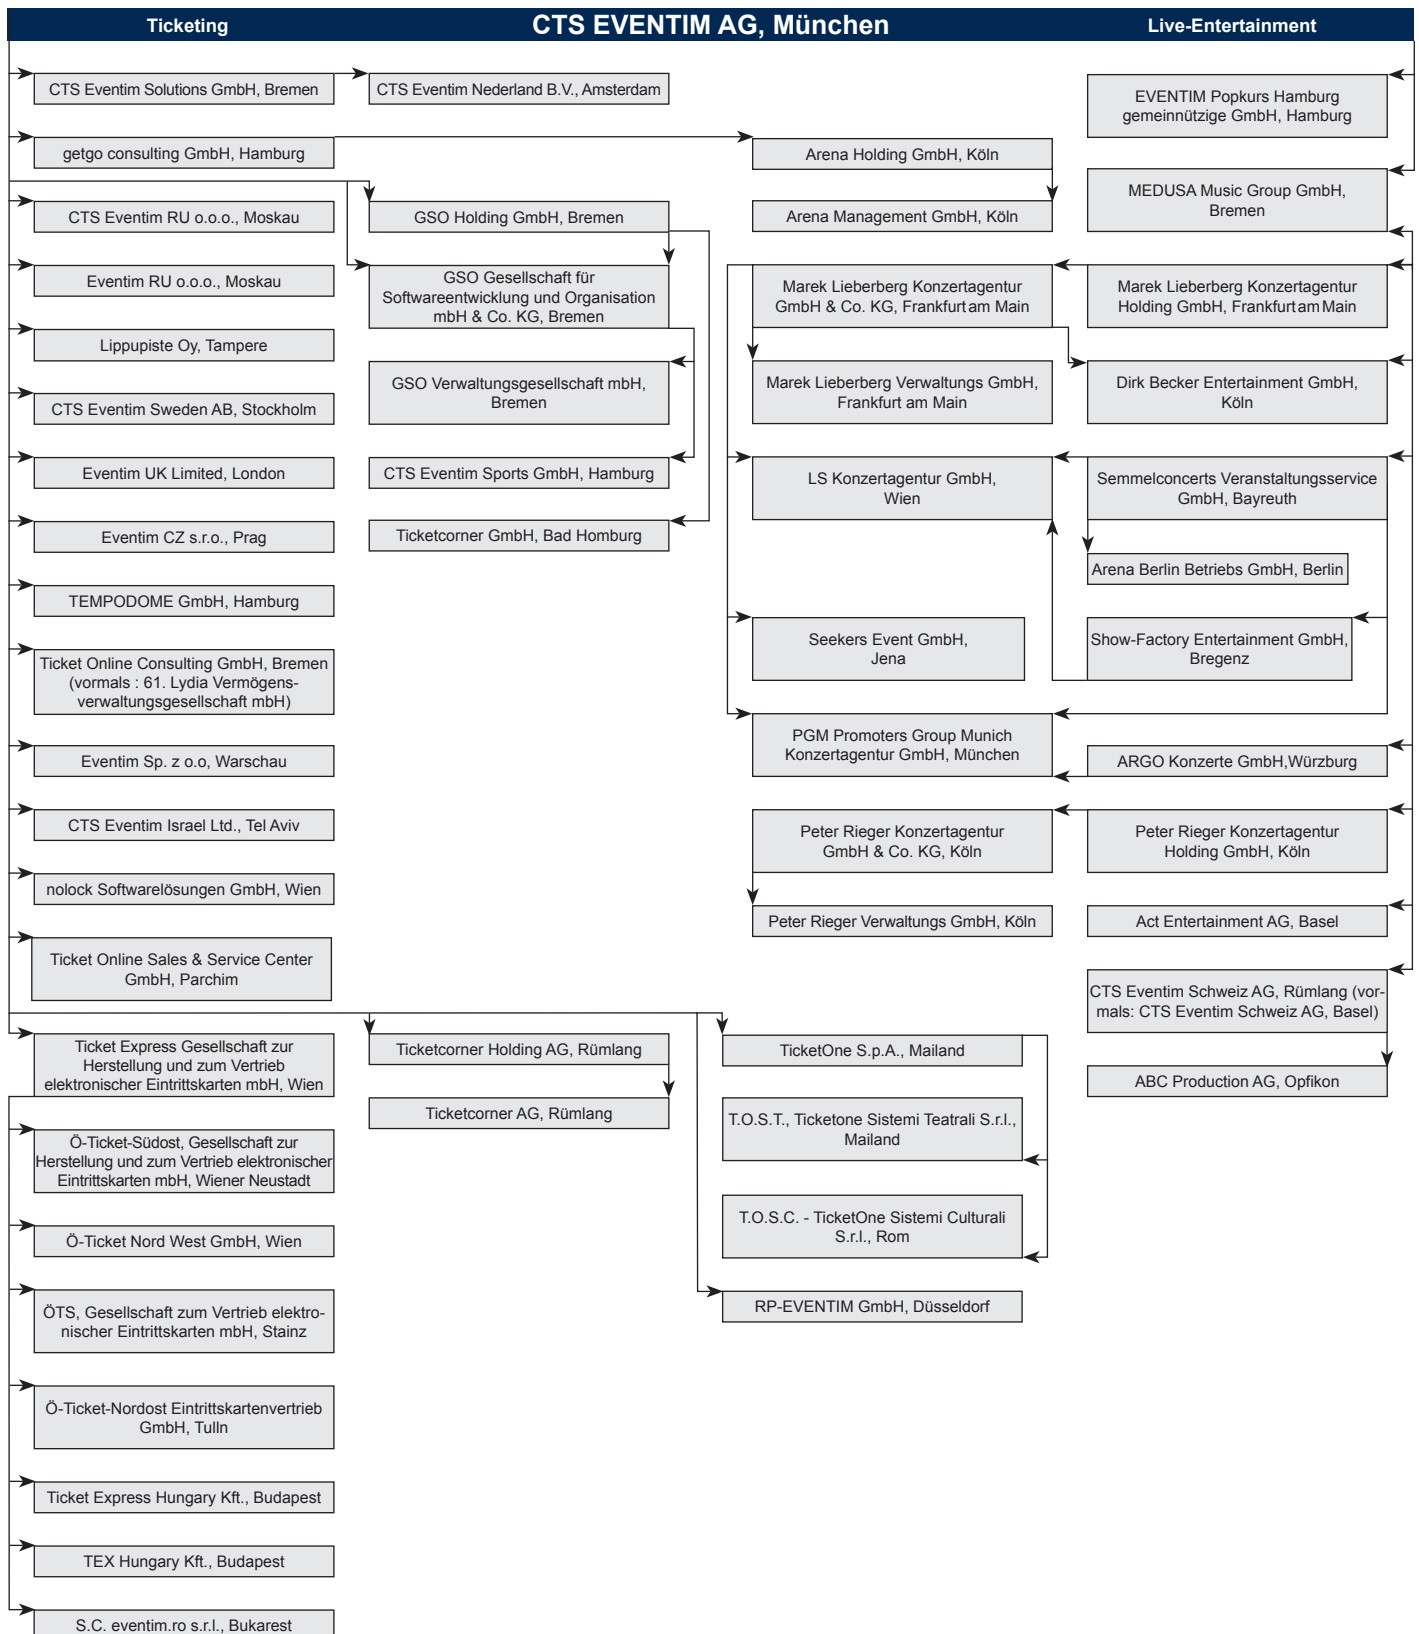 Ticketing
CTS EVENTIM AG, München
Live-Entertainment
CTS Eventim Solutions GmbH, Bremen
CTS Eventim Nederland B.V., Amsterdam
EVENTIM Popkurs Hamburg
gemeinnützige GmbH, Hamburg
getgo consulting GmbH, Hamburg
Arena Holding GmbH, Köln
MEDUSA Music Group GmbH,
Bremen
CTS Eventim RU o.o.o., Moskau
GSO Holding GmbH, Bremen
Arena Management GmbH, Köln
Eventim RU o.o.o., Moskau
GSO Gesellschaft für
Softwareentwicklung und Organisation
mbH & Co. KG, Bremen
Marek Lieberberg Konzertagentur
GmbH & Co. KG, Frankfurt am Main
Marek Lieberberg Konzertagentur
Holding GmbH, Frankfurt am Main
Lippupiste Oy, Tampere
GSO Verwaltungsgesellschaft mbH,
Bremen
Marek Lieberberg Verwaltungs GmbH,
Frankfurt am Main
Dirk Becker Entertainment GmbH,
Köln
CTS Eventim Sweden AB, Stockholm
Eventim UK Limited, London
CTS Eventim Sports GmbH, Hamburg
LS Konzertagentur GmbH,
Wien
Semmelconcerts Veranstaltungsservice
GmbH, Bayreuth
Eventim CZ s.r.o., Prag
Ticketcorner GmbH, Bad Homburg
Arena Berlin Betriebs GmbH, Berlin
TEMPODOME GmbH, Hamburg
Seekers Event GmbH,
Jena
Show-Factory Entertainment GmbH,
Bregenz
Ticket Online Consulting GmbH, Bremen
(vormals : 61. Lydia Vermögens-
verwaltungsgesellschaft mbH)
PGM Promoters Group Munich
Konzertagentur GmbH, München
Eventim Sp. z o.o, Warschau
ARGO Konzerte GmbH,Würzburg
CTS Eventim Israel Ltd., Tel Aviv
Peter Rieger Konzertagentur
GmbH & Co. KG, Köln
Peter Rieger Konzertagentur
Holding GmbH, Köln
nolock Softwarelösungen GmbH, Wien
Peter Rieger Verwaltungs GmbH, Köln
Act Entertainment AG, Basel
Ticket Online Sales & Service Center
GmbH, Parchim
CTS Eventim Schweiz AG, Rümlang (vor-
mals: CTS Eventim Schweiz AG, Basel)
Ticket Express Gesellschaft zur
Herstellung und zum Vertrieb
elektronischer Eintrittskarten mbH, Wien
Ticketcorner Holding AG, Rümlang
TicketOne S.p.A., Mailand
ABC Production AG, Opfikon
Ticketcorner AG, Rümlang
T.O.S.T., Ticketone Sistemi Teatrali S.r.l.,
Mailand
Ö-Ticket-Südost, Gesellschaft zur
Herstellung und zum Vertrieb elektronischer
Eintrittskarten mbH, Wiener Neustadt
T.O.S.C. - TicketOne Sistemi Culturali
S.r.l., Rom
Ö-Ticket Nord West GmbH, Wien
ÖTS, Gesellschaft zum Vertrieb elektro-
nischer Eintrittskarten mbH, Stainz
RP-EVENTIM GmbH, Düsseldorf
Ö-Ticket-Nordost Eintrittskartenvertrieb
GmbH, Tulln
Ticket Express Hungary Kft., Budapest
TEX Hungary Kft., Budapest
S.C. eventim.ro s.r.l., Bukarest